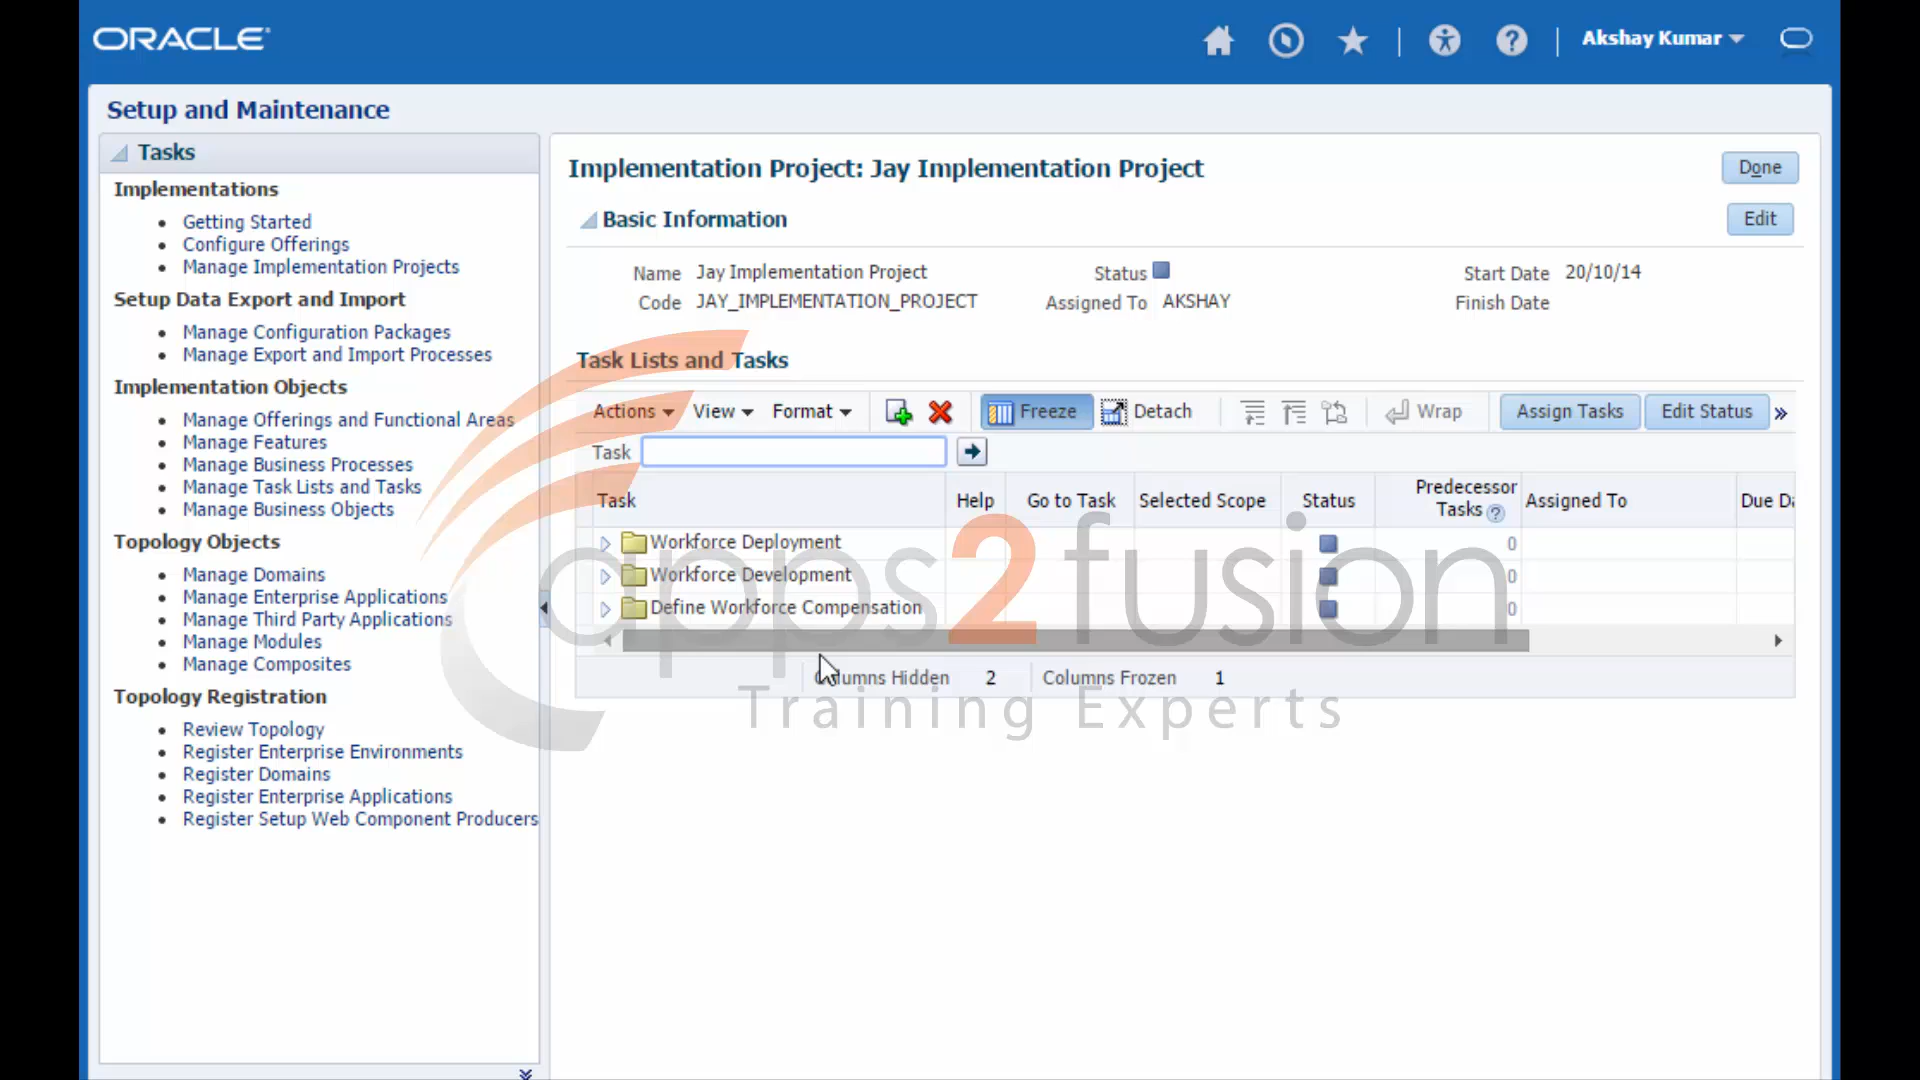 ORACLE
Akshay Kumar
Setup and Maintenance
Tasks
Implementations
Getting Started
Configure Offerings
Manage Implementation Projects
Setup Data Export and Import
Manage Configuration Packages
Manage Export and Import Processes
Implementation Objects
Manage Offerings and Functional Areas
Manage Features
Manage Business Processes
Manage Task Lists and Tasks
Manage Business Objects
Topology Objects
Manage Domains
Manage Enterprise Applications
Manage Third Party Applications
Manage Modules
Manage Composites
Topology Registration
Review Topology
Register Enterprise Environments
Register Domains
Register Enterprise Applications
Register Setup Web Component Producers
Implementation Project: Jay Implementation Project
Done
Basic Information
Edit
Name Jay Implementation Project Status Start Date 20/10/14
Code JAY_IMPLEMENTATION_PROJECT Assigned To AKSHAY Finish Date
Task Lists and Tasks
Actions View Format Freeze Detach Wrap Assign Tasks Edit Status
Task
Task Help Go to Task Selected Scope Status Predecessor Tasks Assigned To Due
Workforce Deployment 0
Workforce Development 0
Define Workforce Compensation 0
Columns Hidden 2 Columns Frozen 1
apps2fusion
Training Experts